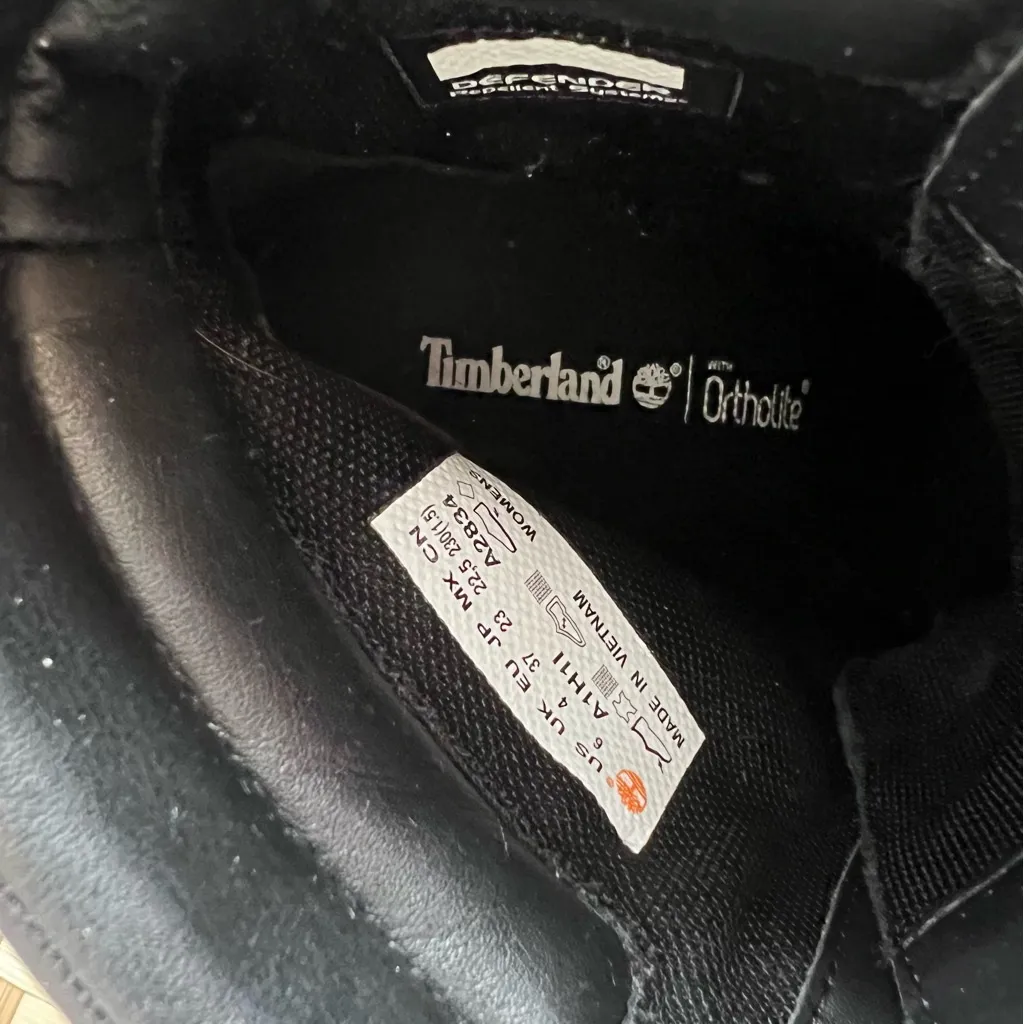 DEFENDER
Repellent Systems
Timberland® ® | WITH Ortholite®
US UK EU JP MX CN
6 4 37 23 22,5 230(1.5)
A1H1I A2834
MADE IN VIETNAM WOMENS